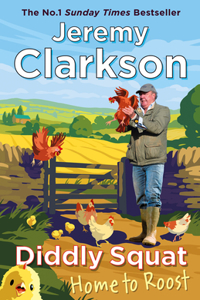 The No.1 Sunday Times Bestseller
Jeremy
Clarkson
Diddly Squat
Home to Roost